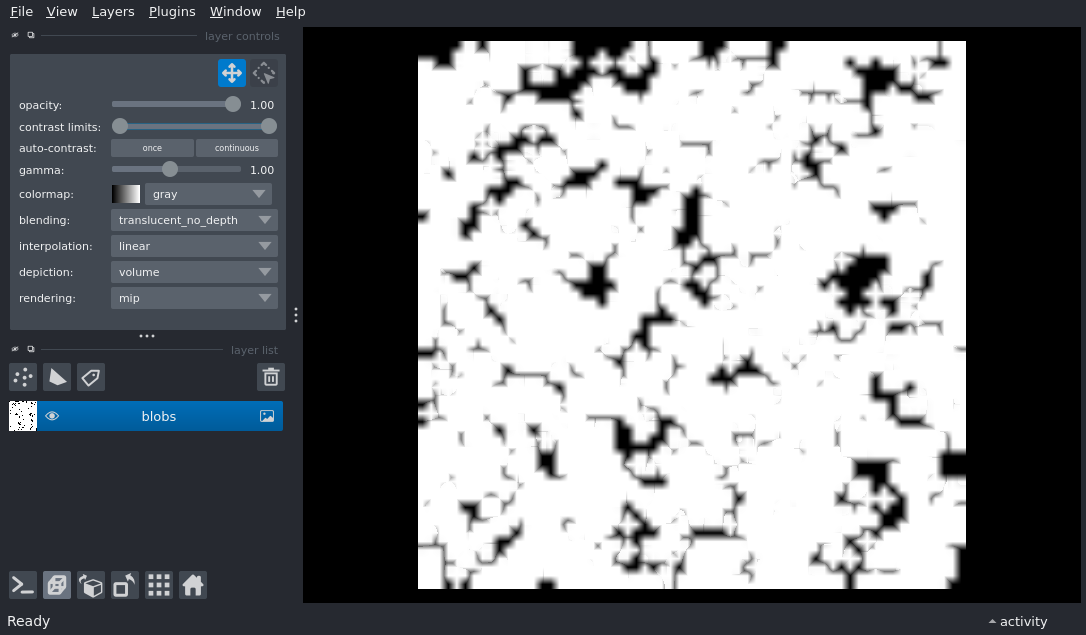 File View Layers Plugins Window Help
layer controls
opacity: 1.00
contrast limits:
auto-contrast: once continuous
gamma: 1.00
colormap: gray
blending: translucent_no_depth
interpolation: linear
depiction: volume
rendering: mip
layer list
blobs
Ready activity